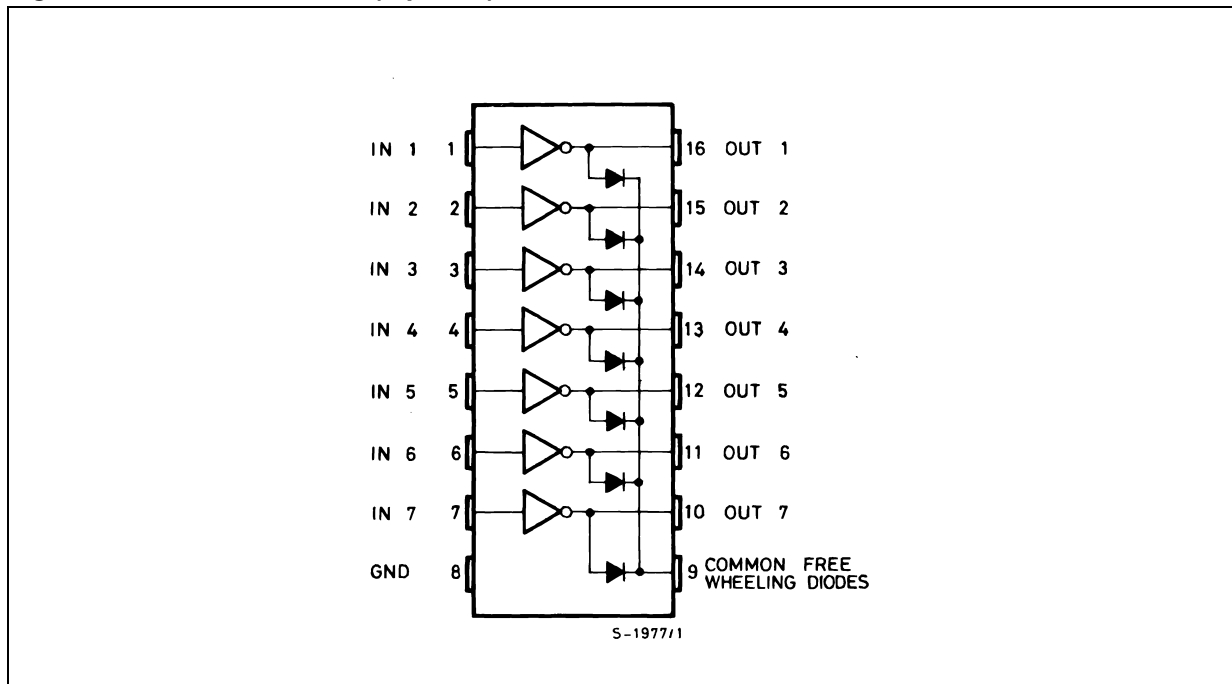 IN 1 1 16 OUT 1
IN 2 2 15 OUT 2
IN 3 3 14 OUT 3
IN 4 4 13 OUT 4
IN 5 5 12 OUT 5
IN 6 6 11 OUT 6
IN 7 7 10 OUT 7
GND 8 9 COMMON FREE
WHEELING DIODES
S-1977/1